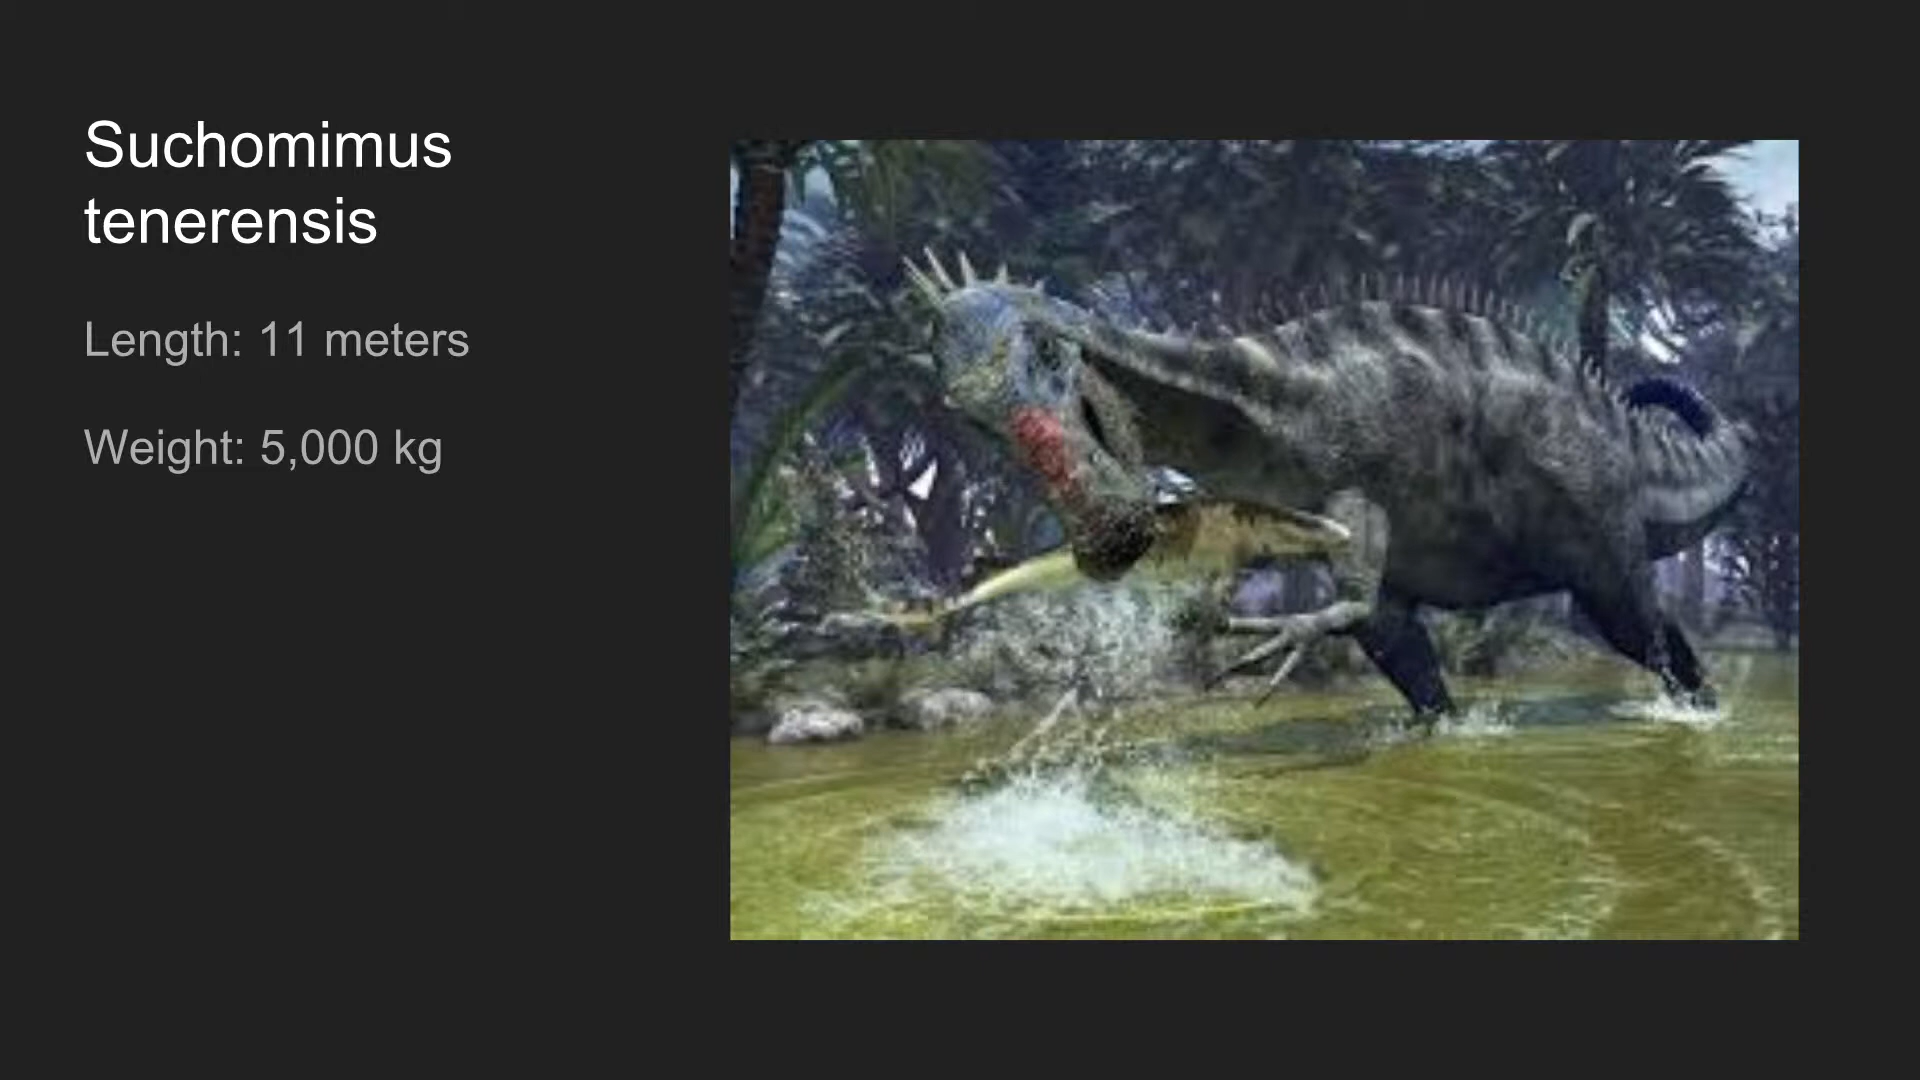 Suchomimus
tenerensis
Length: 11 meters
Weight: 5,000 kg